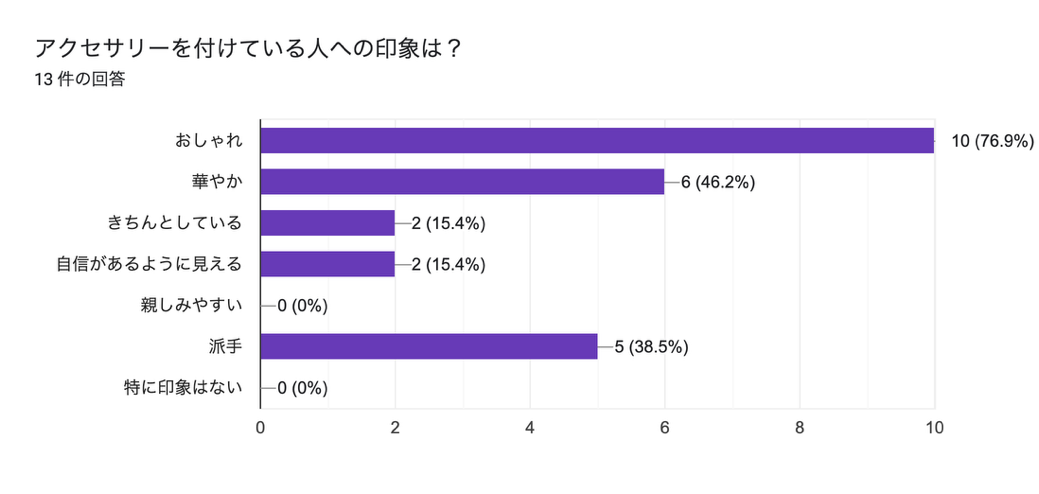 アクセサリーを付けている人への印象は？
13 件の回答
おしゃれ 10 (76.9%)
華やか 6 (46.2%)
きちんとしている 2 (15.4%)
自信があるように見える 2 (15.4%)
親しみやすい 0 (0%)
派手 5 (38.5%)
特に印象はない 0 (0%)
0 2 4 6 8 10